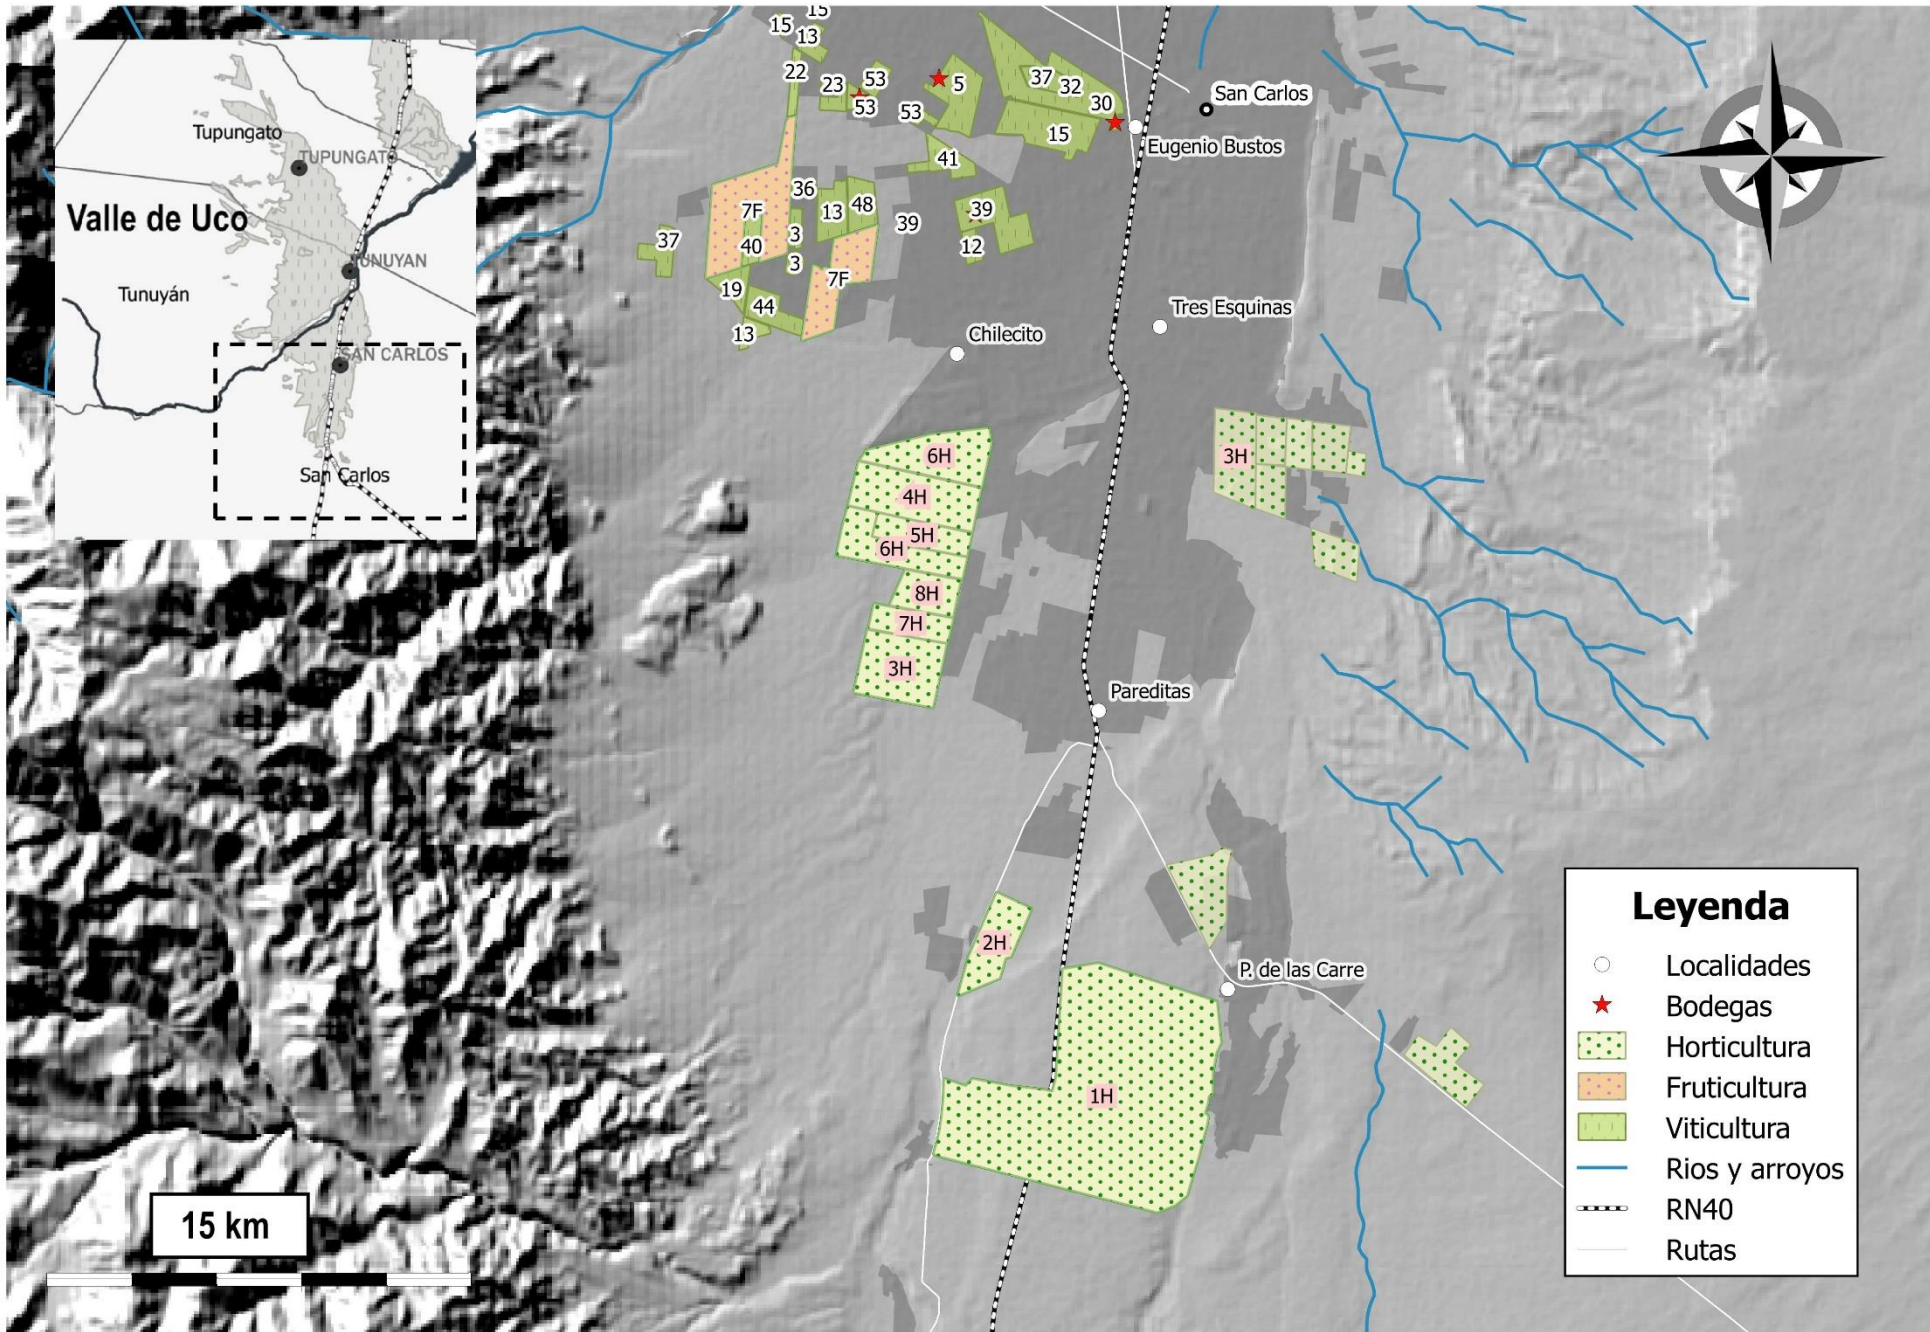 15
15
13
22
23
53
53
5
53
37
32
30
15
San Carlos
Eugenio Bustos
41
36
7F
13
48
39
39
37
40
3
3
12
7F
19
44
13
Chilecito
Tres Esquinas
6H
4H
5H
6H
8H
7H
3H
3H
Pareditas
2H
P. de las Carre
1H
Tupungato
TUPUNGATO
Valle de Uco
TUNUYAN
Tunuyán
SAN CARLOS
San Carlos
15 km
Leyenda
Localidades
Bodegas
Horticultura
Fruticultura
Viticultura
Rios y arroyos
RN40
Rutas